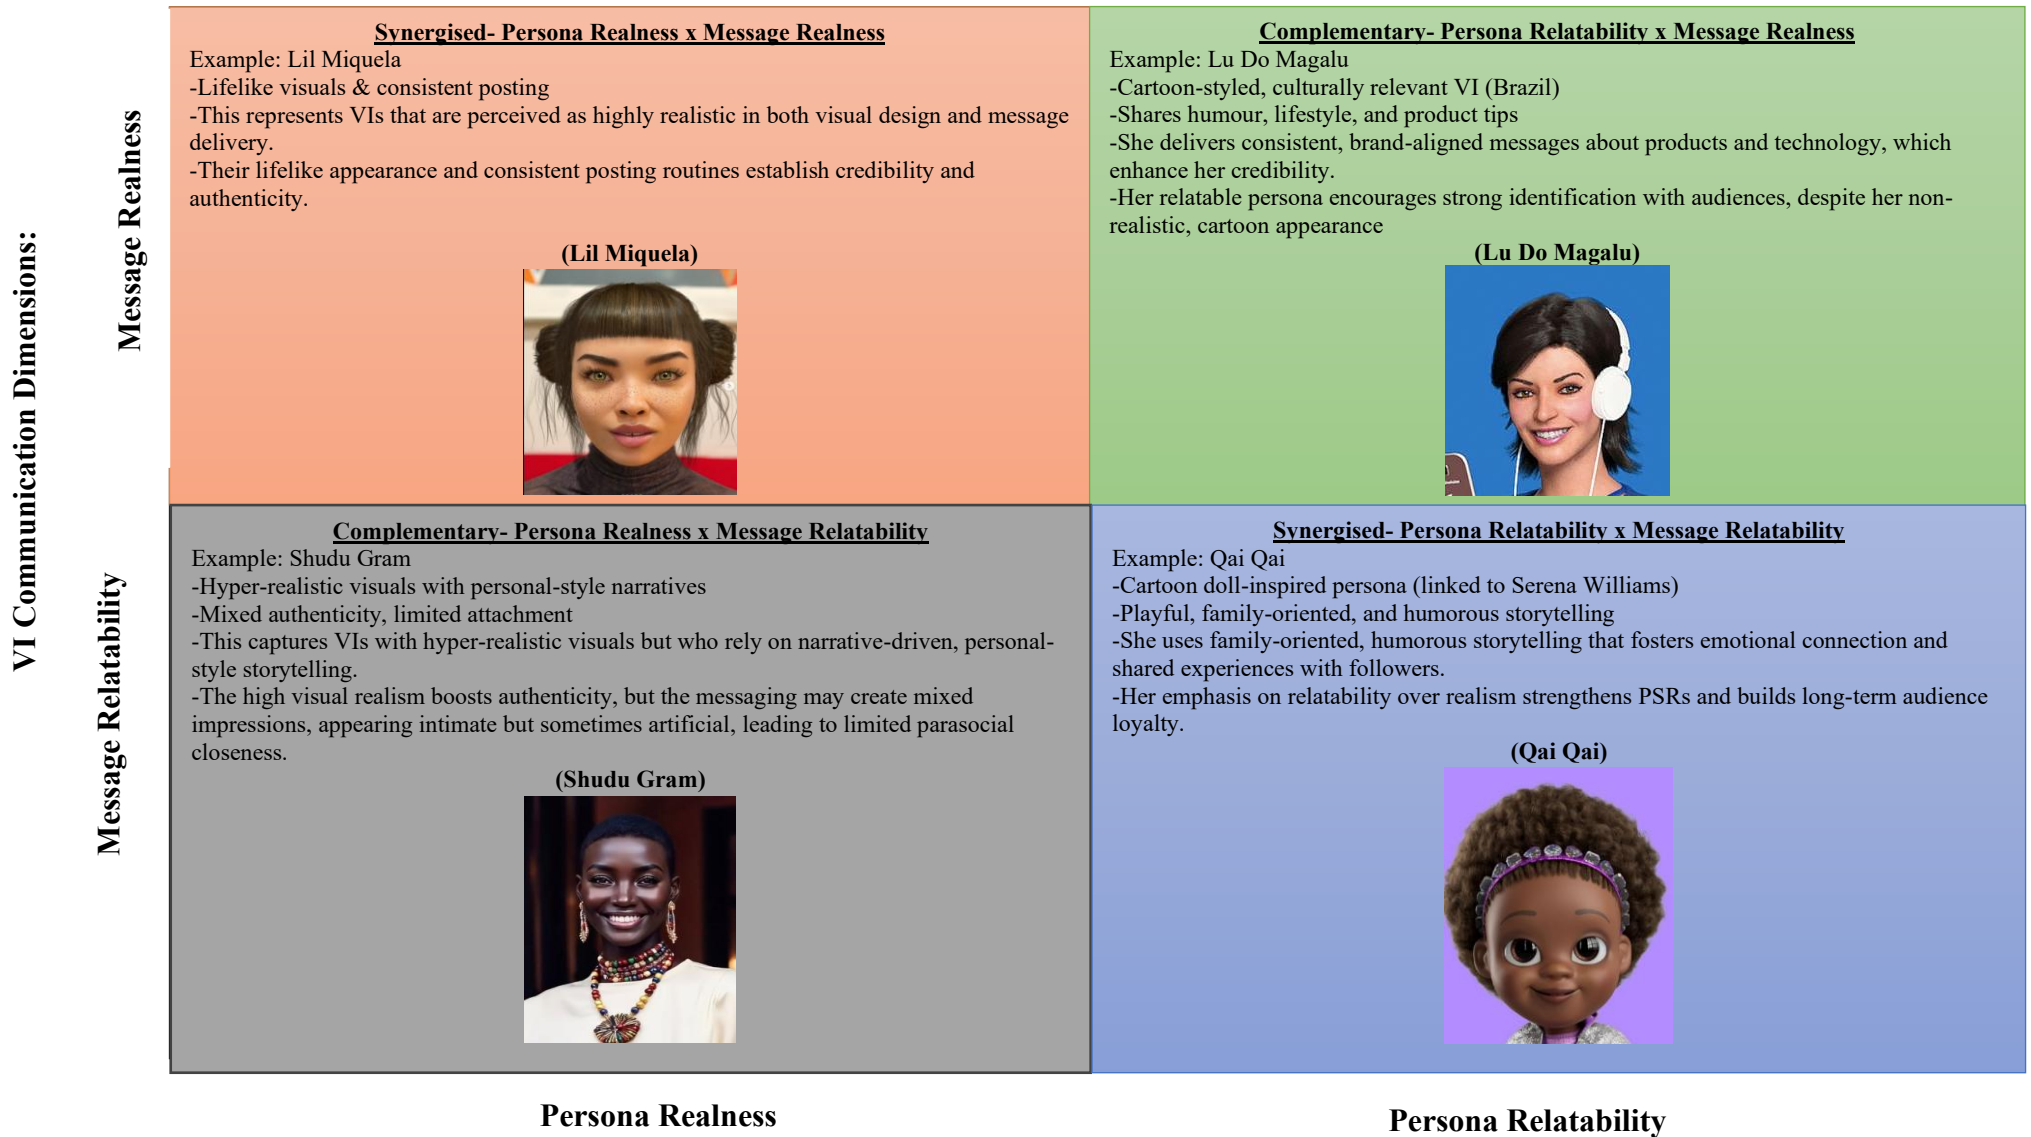 VI Communication Dimensions:
Message Realness
Synergised- Persona Realness x Message Realness
Example: Lil Miquela
-Lifelike visuals & consistent posting
-This represents VIs that are perceived as highly realistic in both visual design and message
delivery.
-Their lifelike appearance and consistent posting routines establish credibility and
authenticity.
(Lil Miquela)
Complementary- Persona Relatability x Message Realness
Example: Lu Do Magalu
-Cartoon-styled, culturally relevant VI (Brazil)
-Shares humour, lifestyle, and product tips
-She delivers consistent, brand-aligned messages about products and technology, which
enhance her credibility.
-Her relatable persona encourages strong identification with audiences, despite her non-
realistic, cartoon appearance
(Lu Do Magalu)
Message Relatability
Complementary- Persona Realness x Message Relatability
Example: Shudu Gram
-Hyper-realistic visuals with personal-style narratives
-Mixed authenticity, limited attachment
-This captures VIs with hyper-realistic visuals but who rely on narrative-driven, personal-
style storytelling.
-The high visual realism boosts authenticity, but the messaging may create mixed
impressions, appearing intimate but sometimes artificial, leading to limited parasocial
closeness.
(Shudu Gram)
Synergised- Persona Relatability x Message Relatability
Example: Qai Qai
-Cartoon doll-inspired persona (linked to Serena Williams)
-Playful, family-oriented, and humorous storytelling
-She uses family-oriented, humorous storytelling that fosters emotional connection and
shared experiences with followers.
-Her emphasis on relatability over realism strengthens PSRs and builds long-term audience
loyalty.
(Qai Qai)
Persona Realness
Persona Relatability